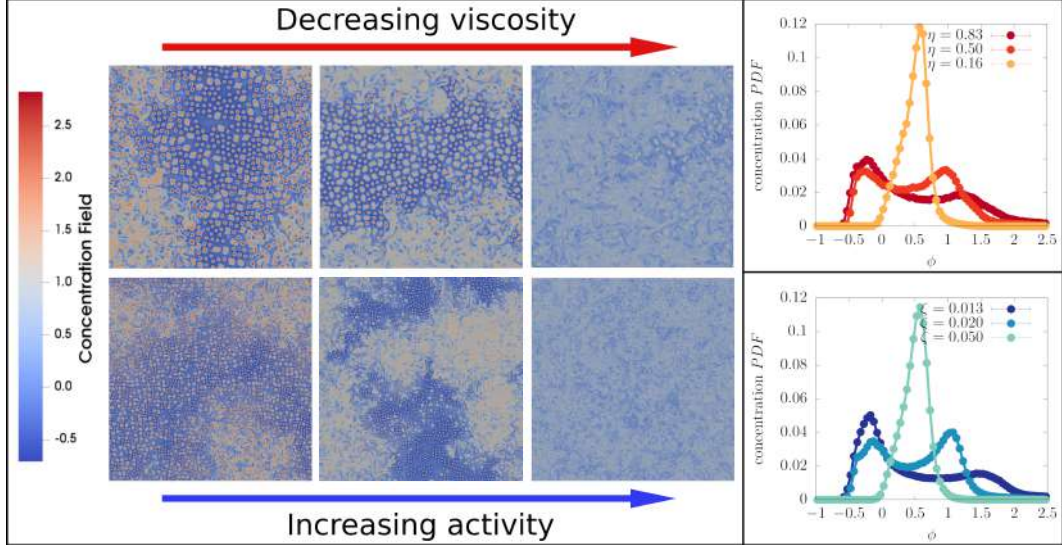 Decreasing viscosity
Concentration Field
2.5
2.0
1.5
1.0
0.5
0.0
-0.5
Increasing activity
concentration PDF
0.12
0.1
0.08
0.06
0.04
0.02
0
η = 0.83
η = 0.50
η = 0.16
−1 −0.5 0 0.5 1 1.5 2 2.5
ϕ
concentration PDF
0.12
0.1
0.08
0.06
0.04
0.02
0
ζ = 0.013
ζ = 0.020
ζ = 0.050
−1 −0.5 0 0.5 1 1.5 2 2.5
ϕ